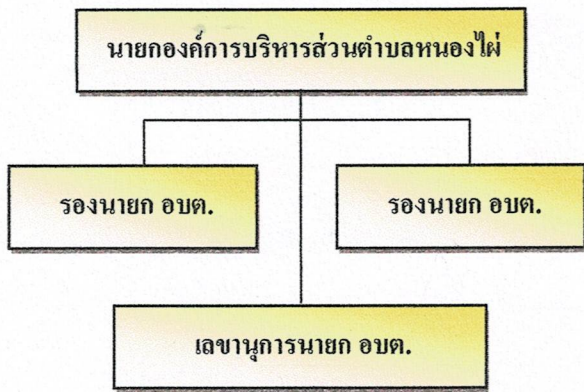 นายกองค์การบริหารส่วนตำบลหนองไผ่
รองนายก อบต.
รองนายก อบต.
เลขานุการนายก อบต.